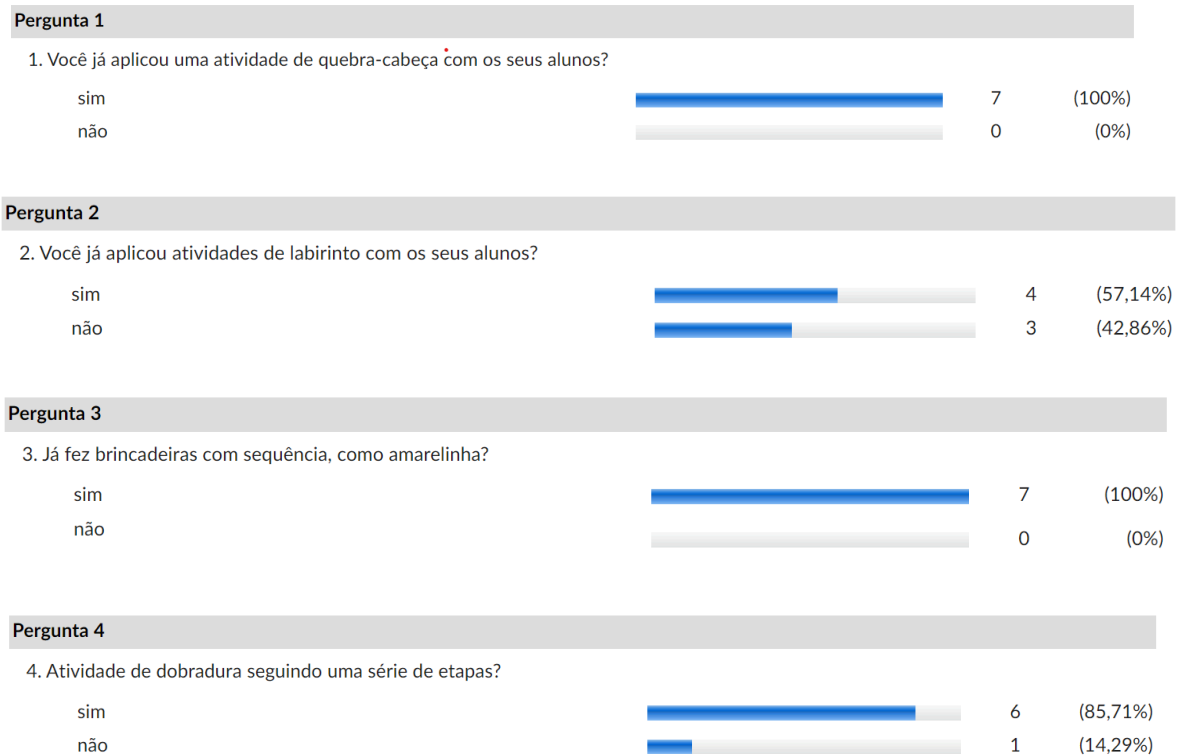 Pergunta 1
1. Você já aplicou uma atividade de quebra-cabeça com os seus alunos?
sim 7 (100%)
não 0 (0%)
Pergunta 2
2. Você já aplicou atividades de labirinto com os seus alunos?
sim 4 (57,14%)
não 3 (42,86%)
Pergunta 3
3. Já fez brincadeiras com sequência, como amarelinha?
sim 7 (100%)
não 0 (0%)
Pergunta 4
4. Atividade de dobradura seguindo uma série de etapas?
sim 6 (85,71%)
não 1 (14,29%)